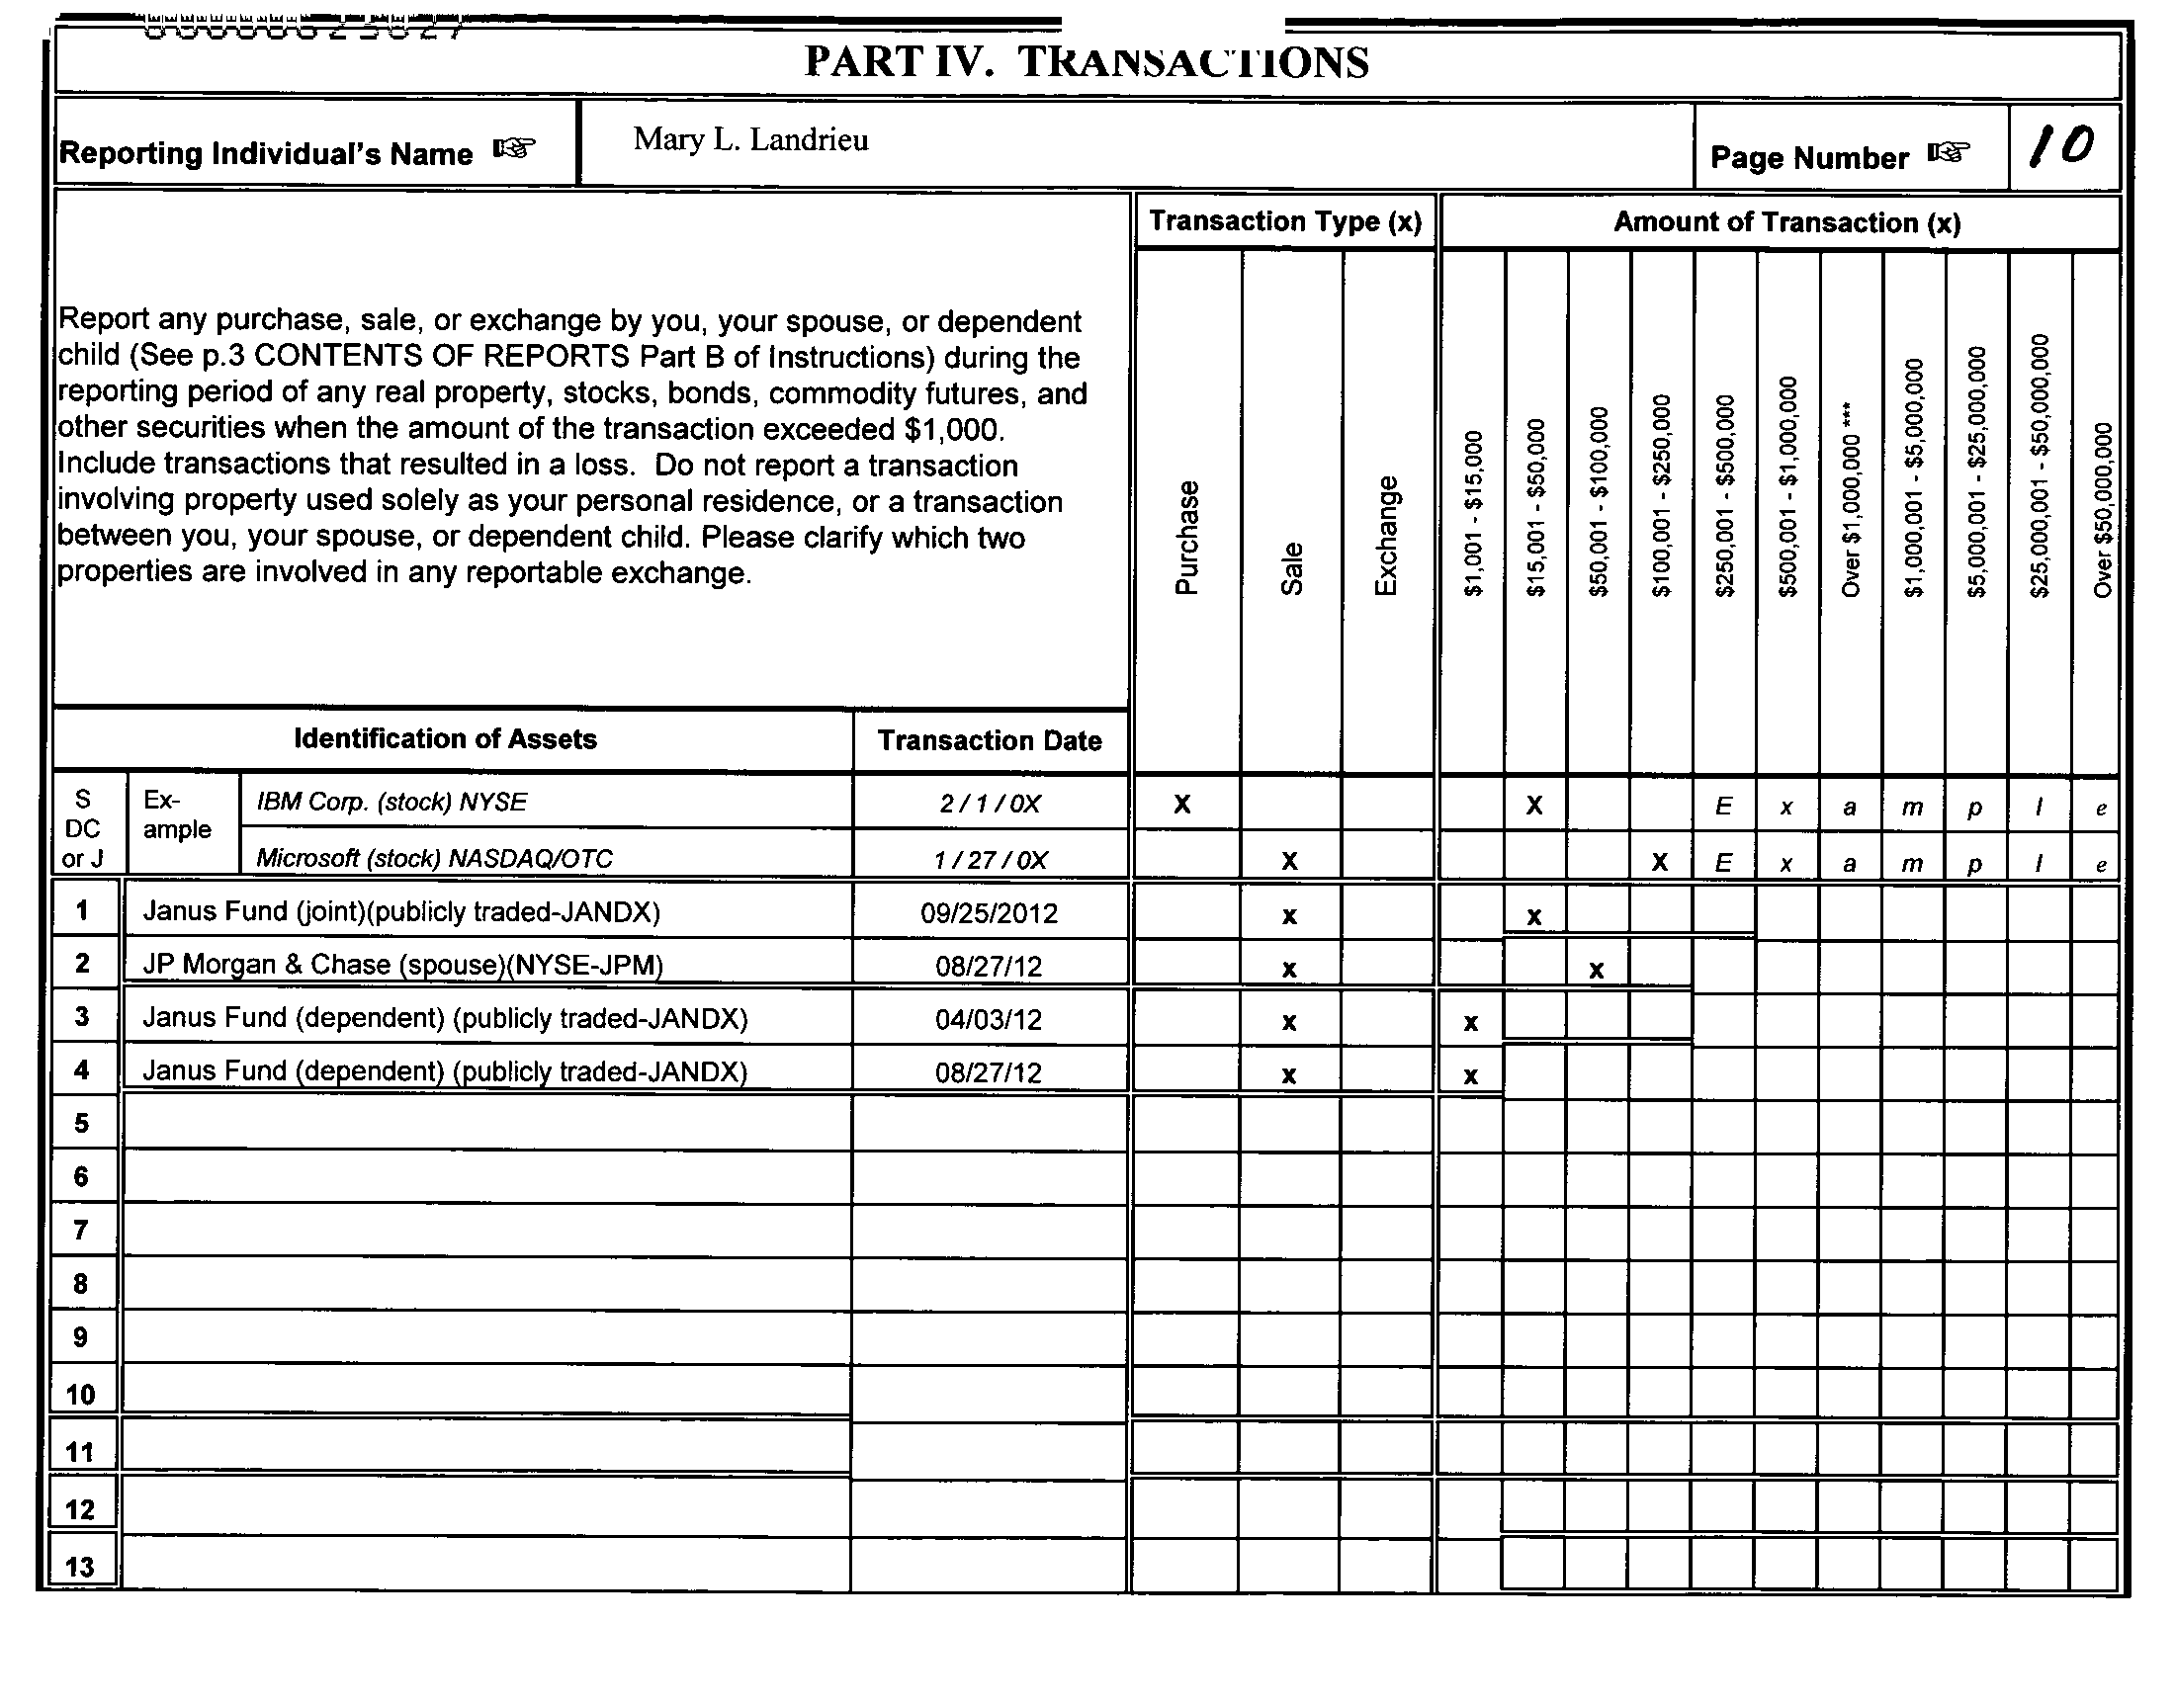 PART IV. TRANSACTIONS
Reporting Individual's Name
Mary L. Landrieu
Page Number
10
Report any purchase, sale, or exchange by you, your spouse, or dependent
child (See p.3 CONTENTS OF REPORTS Part B of Instructions) during the
reporting period of any real property, stocks, bonds, commodity futures, and
other securities when the amount of the transaction exceeded $1,000.
Include transactions that resulted in a loss. Do not report a transaction
involving property used solely as your personal residence, or a transaction
between you, your spouse, or dependent child. Please clarify which two
properties are involved in any reportable exchange.
Transaction Type (x)
Amount of Transaction (x)
Purchase
Sale
Exchange
$1,001 - $15,000
$15,001 - $50,000
$50,001 - $100,000
$100,001 - $250,000
$250,001 - $500,000
$500,001 - $1,000,000
Over $1,000,000 ***
$1,000,001 - $5,000,000
$5,000,001 - $25,000,000
$25,000,001 - $50,000,000
Over $50,000,000
Identification of Assets
Transaction Date
S
DC
or J
Ex-
ample
IBM Corp. (stock) NYSE 2 / 1 / 0X X X E x a m p l e
Microsoft (stock) NASDAQ/OTC 1 / 27 / 0X X X E x a m p l e
1 Janus Fund (joint)(publicly traded-JANDX) 09/25/2012 x x
2 JP Morgan & Chase (spouse)(NYSE-JPM) 08/27/12 x x
3 Janus Fund (dependent) (publicly traded-JANDX) 04/03/12 x x
4 Janus Fund (dependent) (publicly traded-JANDX) 08/27/12 x x
5
6
7
8
9
10
11
12
13